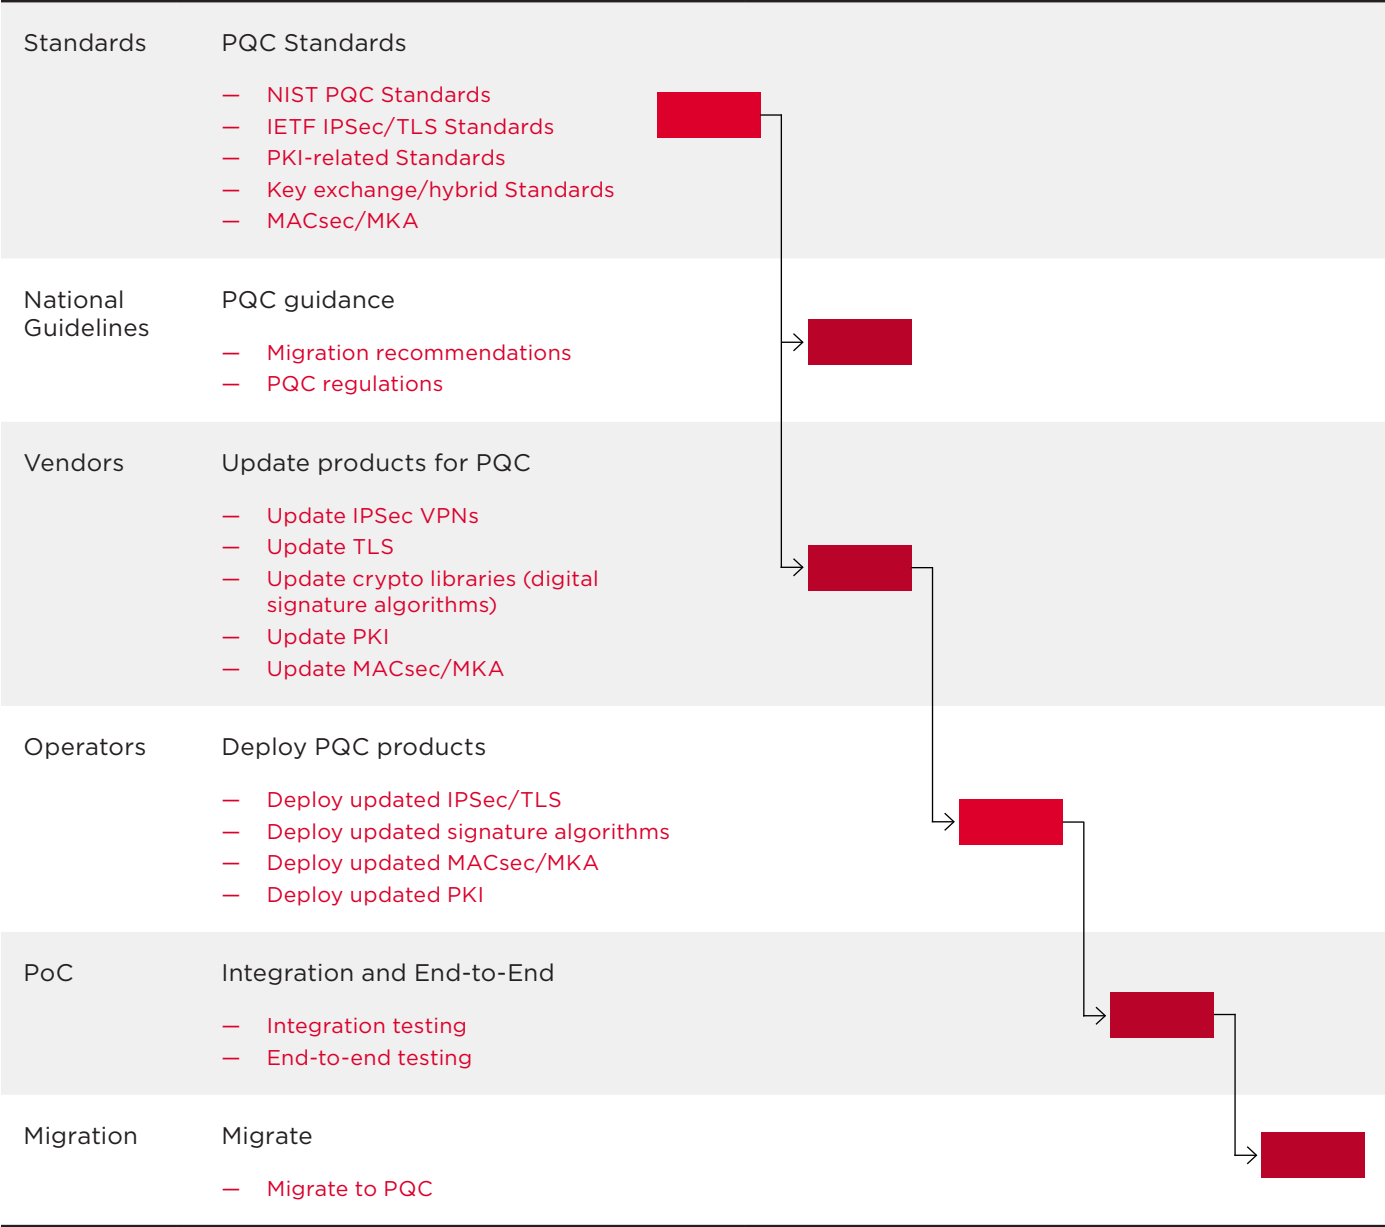 Standards
PQC Standards
— NIST PQC Standards
— IETF IPSec/TLS Standards
— PKI-related Standards
— Key exchange/hybrid Standards
— MACsec/MKA
National
Guidelines
PQC guidance
— Migration recommendations
— PQC regulations
Vendors
Update products for PQC
— Update IPSec VPNs
— Update TLS
— Update crypto libraries (digital
signature algorithms)
— Update PKI
— Update MACsec/MKA
Operators
Deploy PQC products
— Deploy updated IPSec/TLS
— Deploy updated signature algorithms
— Deploy updated MACsec/MKA
— Deploy updated PKI
PoC
Integration and End-to-End
— Integration testing
— End-to-end testing
Migration
Migrate
— Migrate to PQC